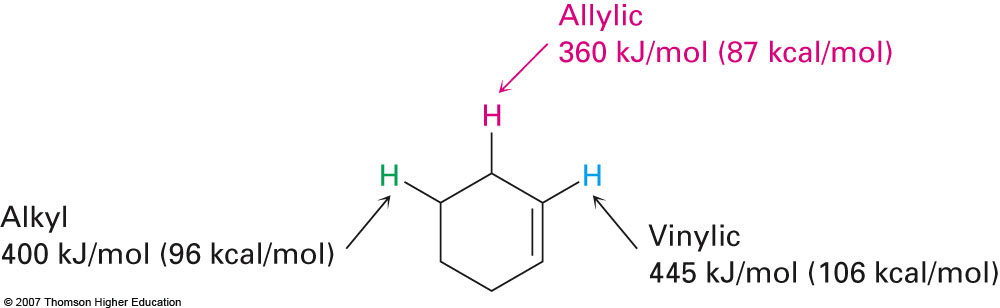 Allylic
360 kJ/mol (87 kcal/mol)
H
H
H
Alkyl
400 kJ/mol (96 kcal/mol)
Vinylic
445 kJ/mol (106 kcal/mol)
© 2007 Thomson Higher Education